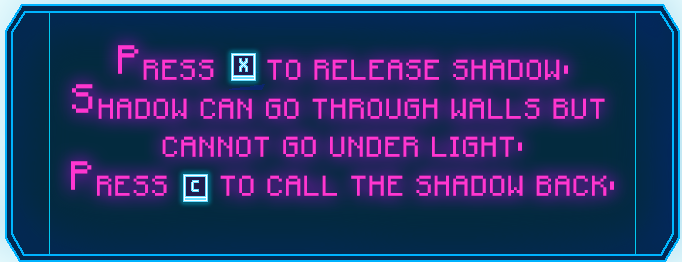 Press X to release shadow.
Shadow can go through walls but
cannot go under light.
Press C to call the shadow back.